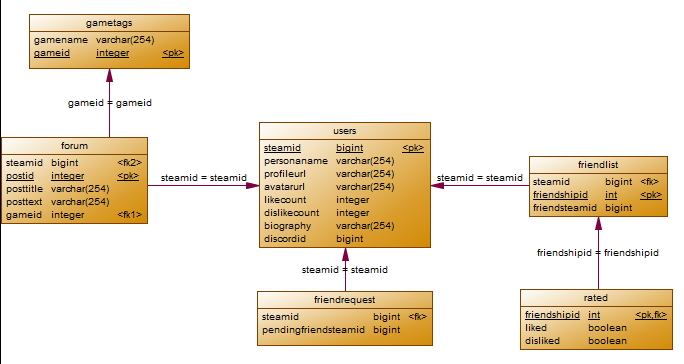 gametags
gamename varchar(254)
gameid integer <pk>
gameid = gameid
forum
steamid bigint <fk2>
postid integer <pk>
posttitle varchar(254)
posttext varchar(254)
gameid integer <fk1>
steamid = steamid
users
steamid bigint <pk>
personaname varchar(254)
profileurl varchar(254)
avatarurl varchar(254)
likecount integer
dislikecount integer
biography varchar(254)
discordid bigint
steamid = steamid
friendlist
steamid bigint <fk>
friendshipid int <pk>
friendsteamid bigint
steamid = steamid
friendrequest
steamid bigint <fk>
pendingfriendsteamid bigint
friendshipid = friendshipid
rated
friendshipid int <pk,fk>
liked boolean
disliked boolean